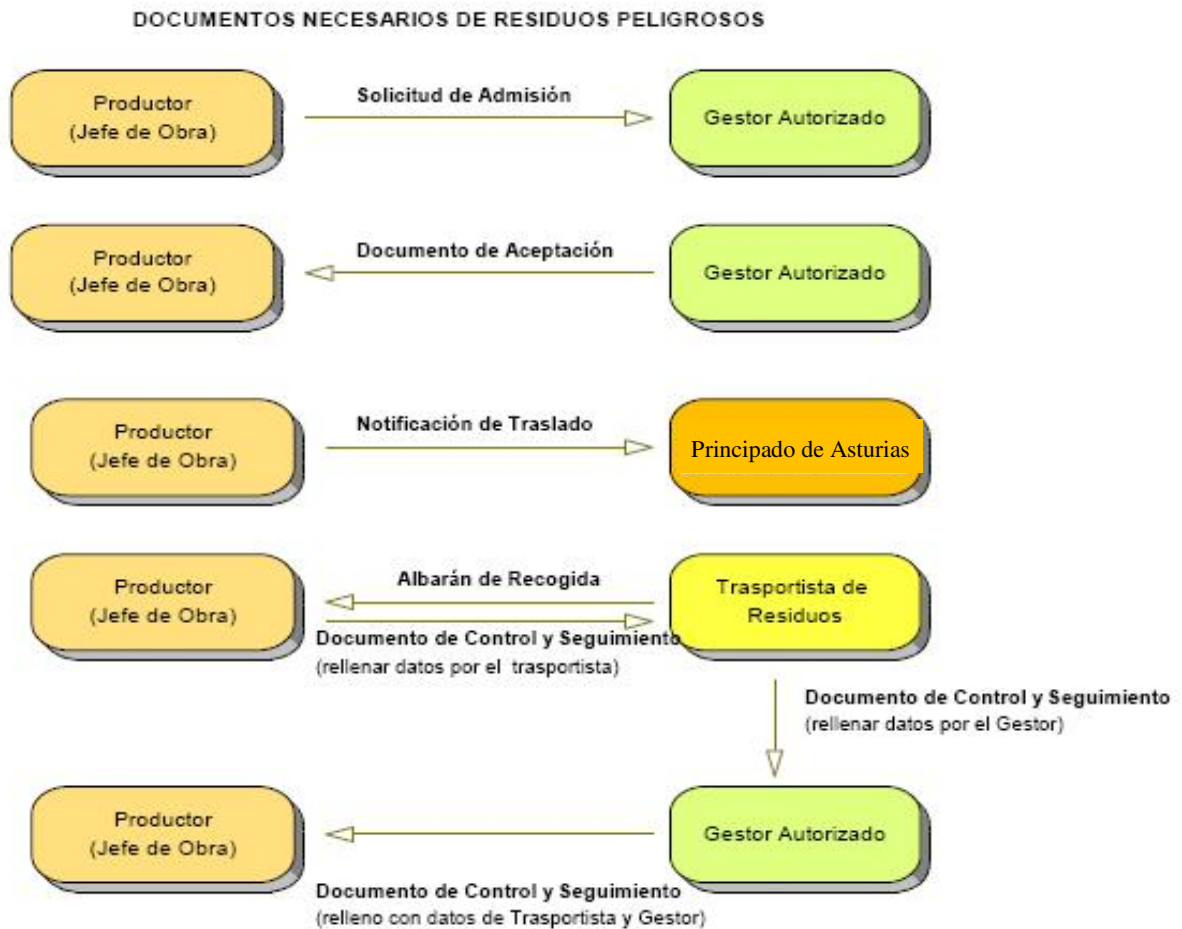 DOCUMENTOS NECESARIOS DE RESIDUOS PELIGROSOS
Productor
(Jefe de Obra)
Solicitud de Admisión
Gestor Autorizado
Productor
(Jefe de Obra)
Documento de Aceptación
Gestor Autorizado
Productor
(Jefe de Obra)
Notificación de Traslado
Principado de Asturias
Productor
(Jefe de Obra)
Albarán de Recogida
Documento de Control y Seguimiento
(rellenar datos por el trasportista)
Trasportista de
Residuos
Documento de Control y Seguimiento
(rellenar datos por el Gestor)
Productor
(Jefe de Obra)
Gestor Autorizado
Documento de Control y Seguimiento
(relleno con datos de Trasportista y Gestor)